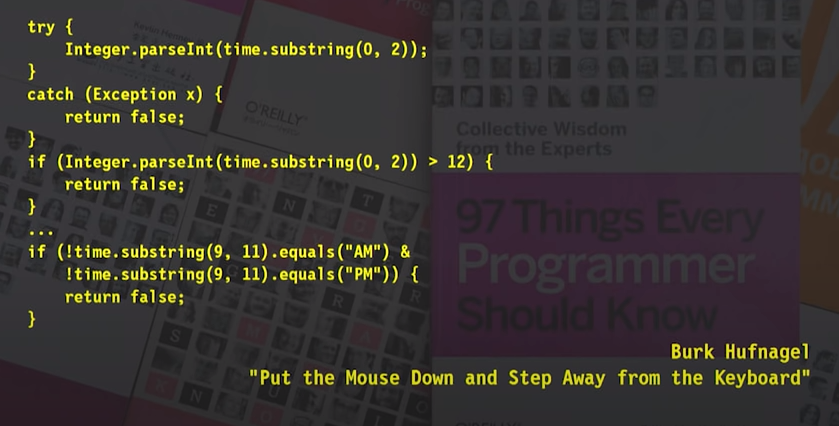 try {
    Integer.parseInt(time.substring(0, 2));
}
catch (Exception x) {
    return false;
}
if (Integer.parseInt(time.substring(0, 2)) > 12) {
    return false;
}
...
if (!time.substring(9, 11).equals("AM") &
    !time.substring(9, 11).equals("PM")) {
    return false;
}
O'REILLY
Collective Wisdom
from the Experts
97 Things Every
Programmer
Should Know
Burk Hufnagel
"Put the Mouse Down and Step Away from the Keyboard"